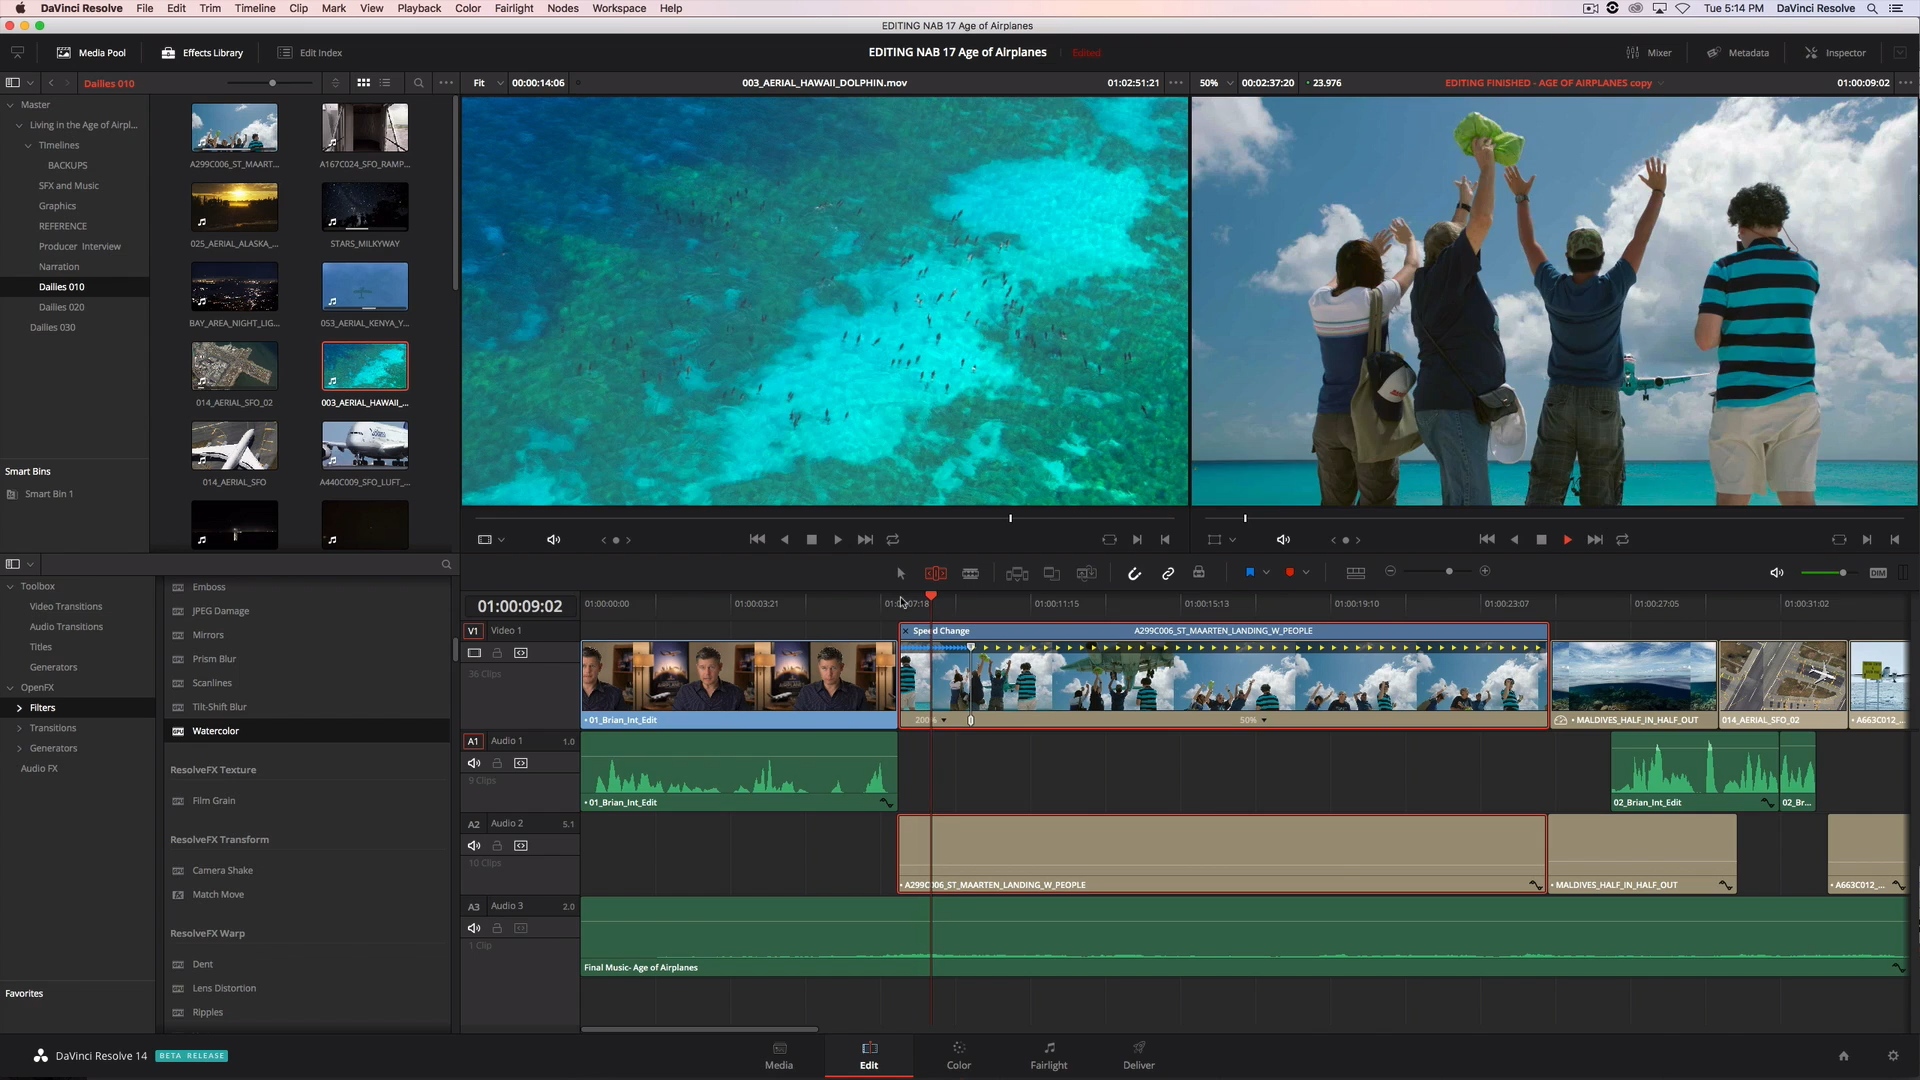 DaVinci Resolve File Edit Trim Timeline Clip Mark View Playback Color Fairlight Nodes Workspace Help Tue 5:14 PM DaVinci Resolve
EDITING NAB 17 Age of Airplanes
Media Pool Effects Library Edit Index EDITING NAB 17 Age of Airplanes Edited Mixer Metadata Inspector
Dailies 010 Fit 00:00:14:06 003_AERIAL_HAWAII_DOLPHIN.mov 01:02:51:21 50% 00:02:37:20 23.976 EDITING FINISHED - AGE OF AIRPLANES copy 01:00:09:02
Master
Living in the Age of Airpl...
Timelines
BACKUPS
SFX and Music
Graphics
REFERENCE
Producer Interview
Narration
Dailies 010
Dailies 020
Dailies 030
Smart Bins
Smart Bin 1
A299C006_ST_MAART... A167C024_SFO_RAMP...
025_AERIAL_ALASKA_... STARS_MILKYWAY
BAY_AREA_NIGHT_LIG... 053_AERIAL_KENYA_Y...
014_AERIAL_SFO_02 003_AERIAL_HAWAII_...
014_AERIAL_SFO A440C009_SFO_LUFT_...
Toolbox
Video Transitions
Audio Transitions
Titles
Generators
OpenFX
Filters
Transitions
Generators
Audio FX
Favorites
Emboss
JPEG Damage
Mirrors
Prism Blur
Scanlines
Tilt-Shift Blur
Watercolor
ResolveFX Texture
Film Grain
ResolveFX Transform
Camera Shake
Match Move
ResolveFX Warp
Dent
Lens Distortion
Ripples
DIM
01:00:09:02 01:00:00:00 01:00:03:21 01:00:11:15 01:00:15:13 01:00:19:10 01:00:23:07 01:00:27:05 01:00:31:02
V1 Video 1 Speed Change A299C006_ST_MAARTEN_LANDING_W_PEOPLE
36 Clips
01_Brian_Int_Edit 200% 50% MALDIVES_HALF_IN_HALF_OUT 014_AERIAL_SFO_02 A663C012_...
A1 Audio 1 1.0
9 Clips
01_Brian_Int_Edit 02_Brian_Int_Edit 02_Br...
A2 Audio 2 5.1
10 Clips
A299C006_ST_MAARTEN_LANDING_W_PEOPLE MALDIVES_HALF_IN_HALF_OUT A663C012_...
A3 Audio 3 2.0
1 Clip
Final Music- Age of Airplanes
DaVinci Resolve 14 BETA RELEASE Media Edit Color Fairlight Deliver